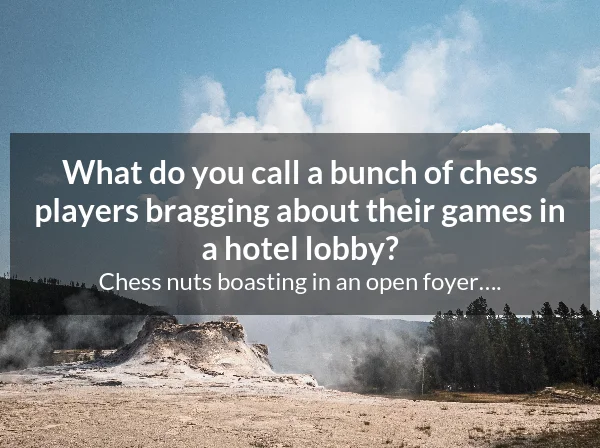 What do you call a bunch of chess
players bragging about their games in
a hotel lobby?
Chess nuts boasting in an open foyer....